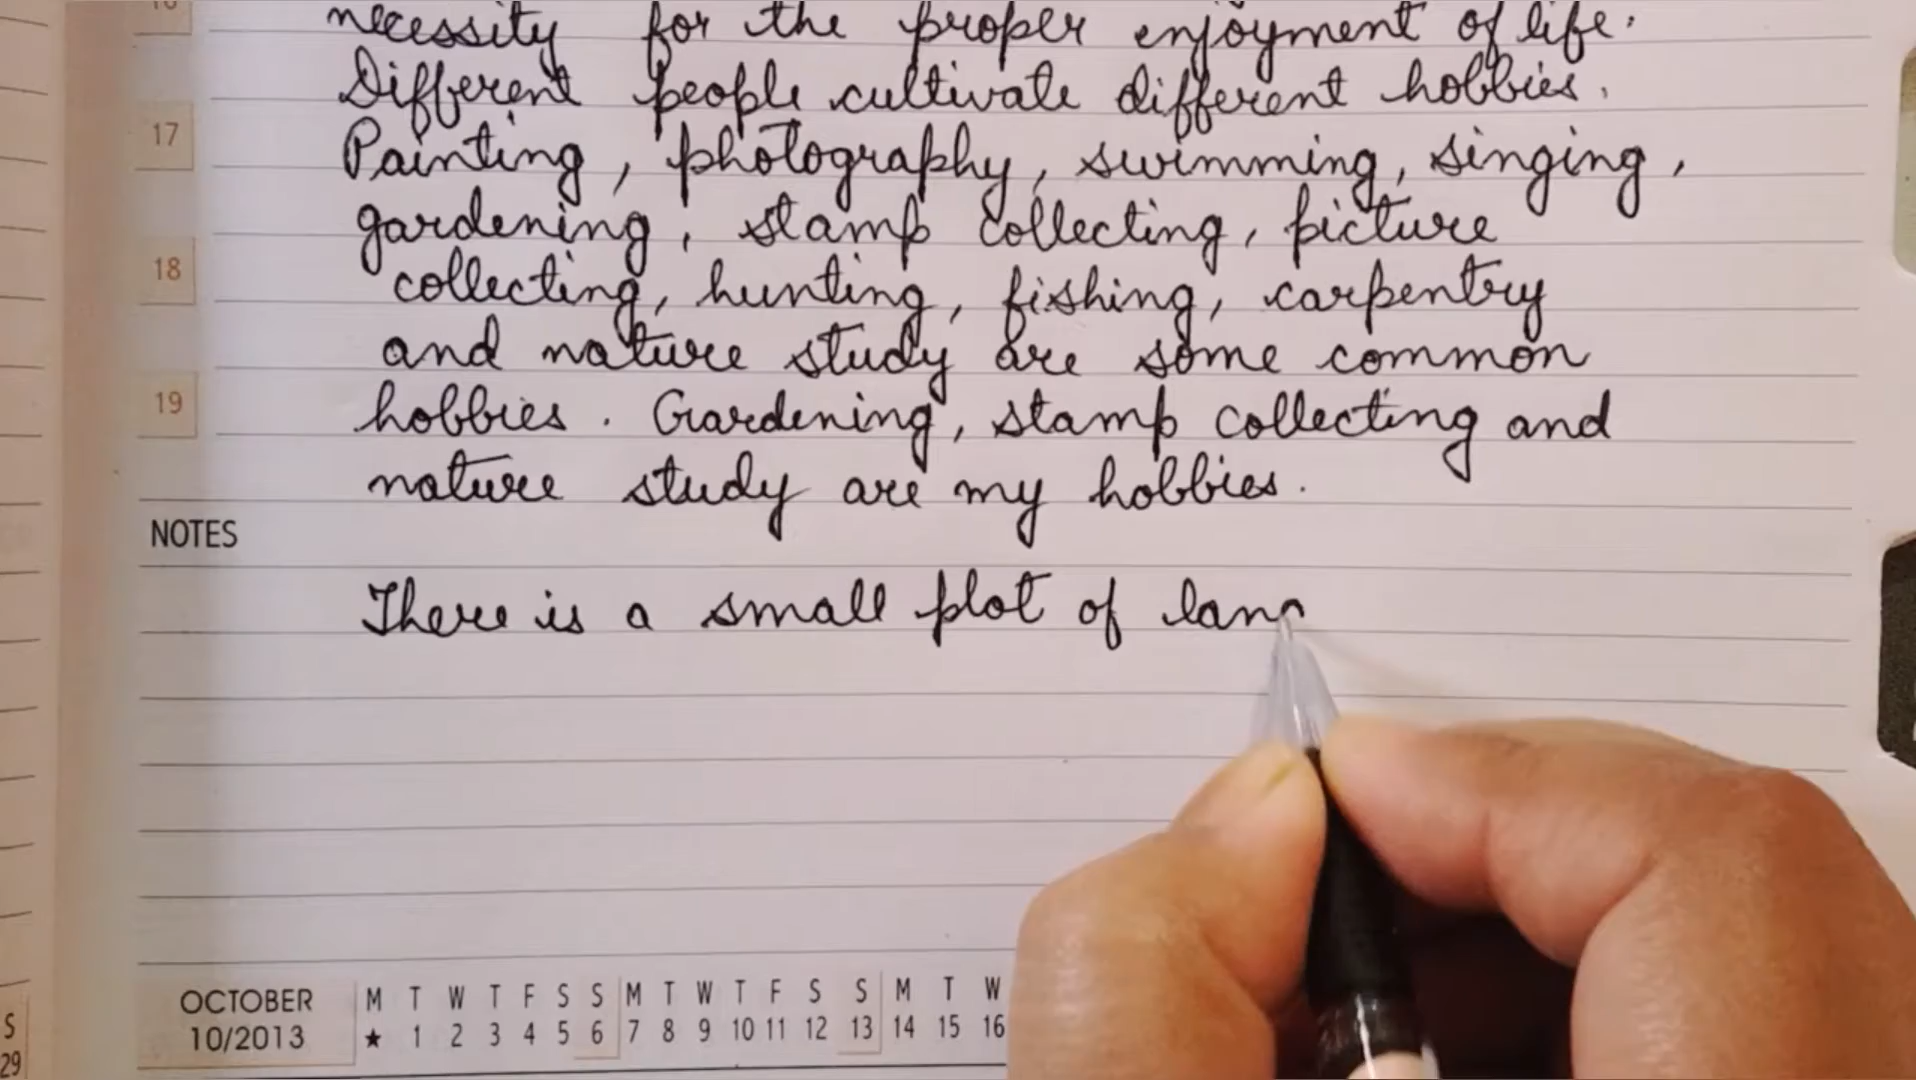 necessity for the proper enjoyment of life.
Different people cultivate different hobbies.
17
Painting, photography, swimming, singing,
gardening, stamp collecting, picture
18
collecting, hunting, fishing, carpentry
and nature study are some common
19
hobbies. Gardening, stamp collecting and
nature study are my hobbies.
NOTES
There is a small plot of lan
OCTOBER M T W T F S S M T W T F S S M T W
10/2013 ★ 1 2 3 4 5 6 7 8 9 10 11 12 13 14 15 16
S
29